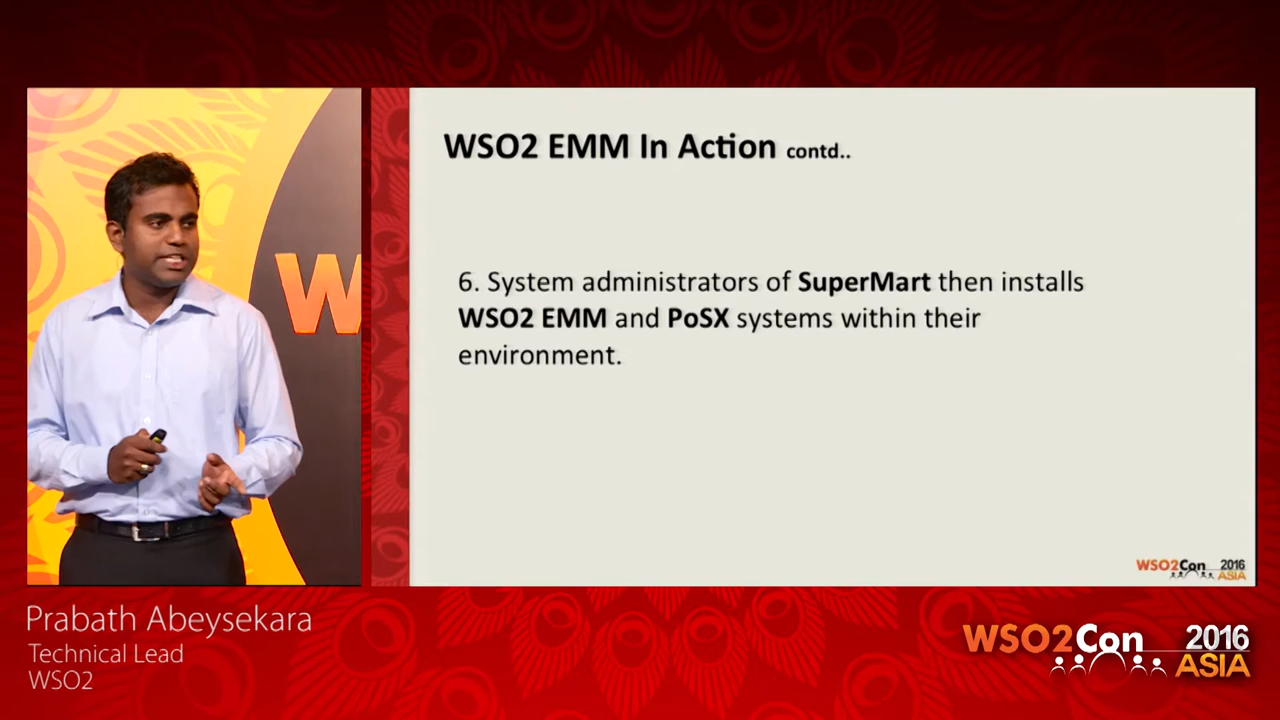 WSO2 EMM In Action contd..
6. System administrators of SuperMart then installs
WSO2 EMM and PoSX systems within their
environment.
WSO2Con 2016
ASIA
W
Prabath Abeysekara
Technical Lead
WSO2
WSO2Con 2016
ASIA